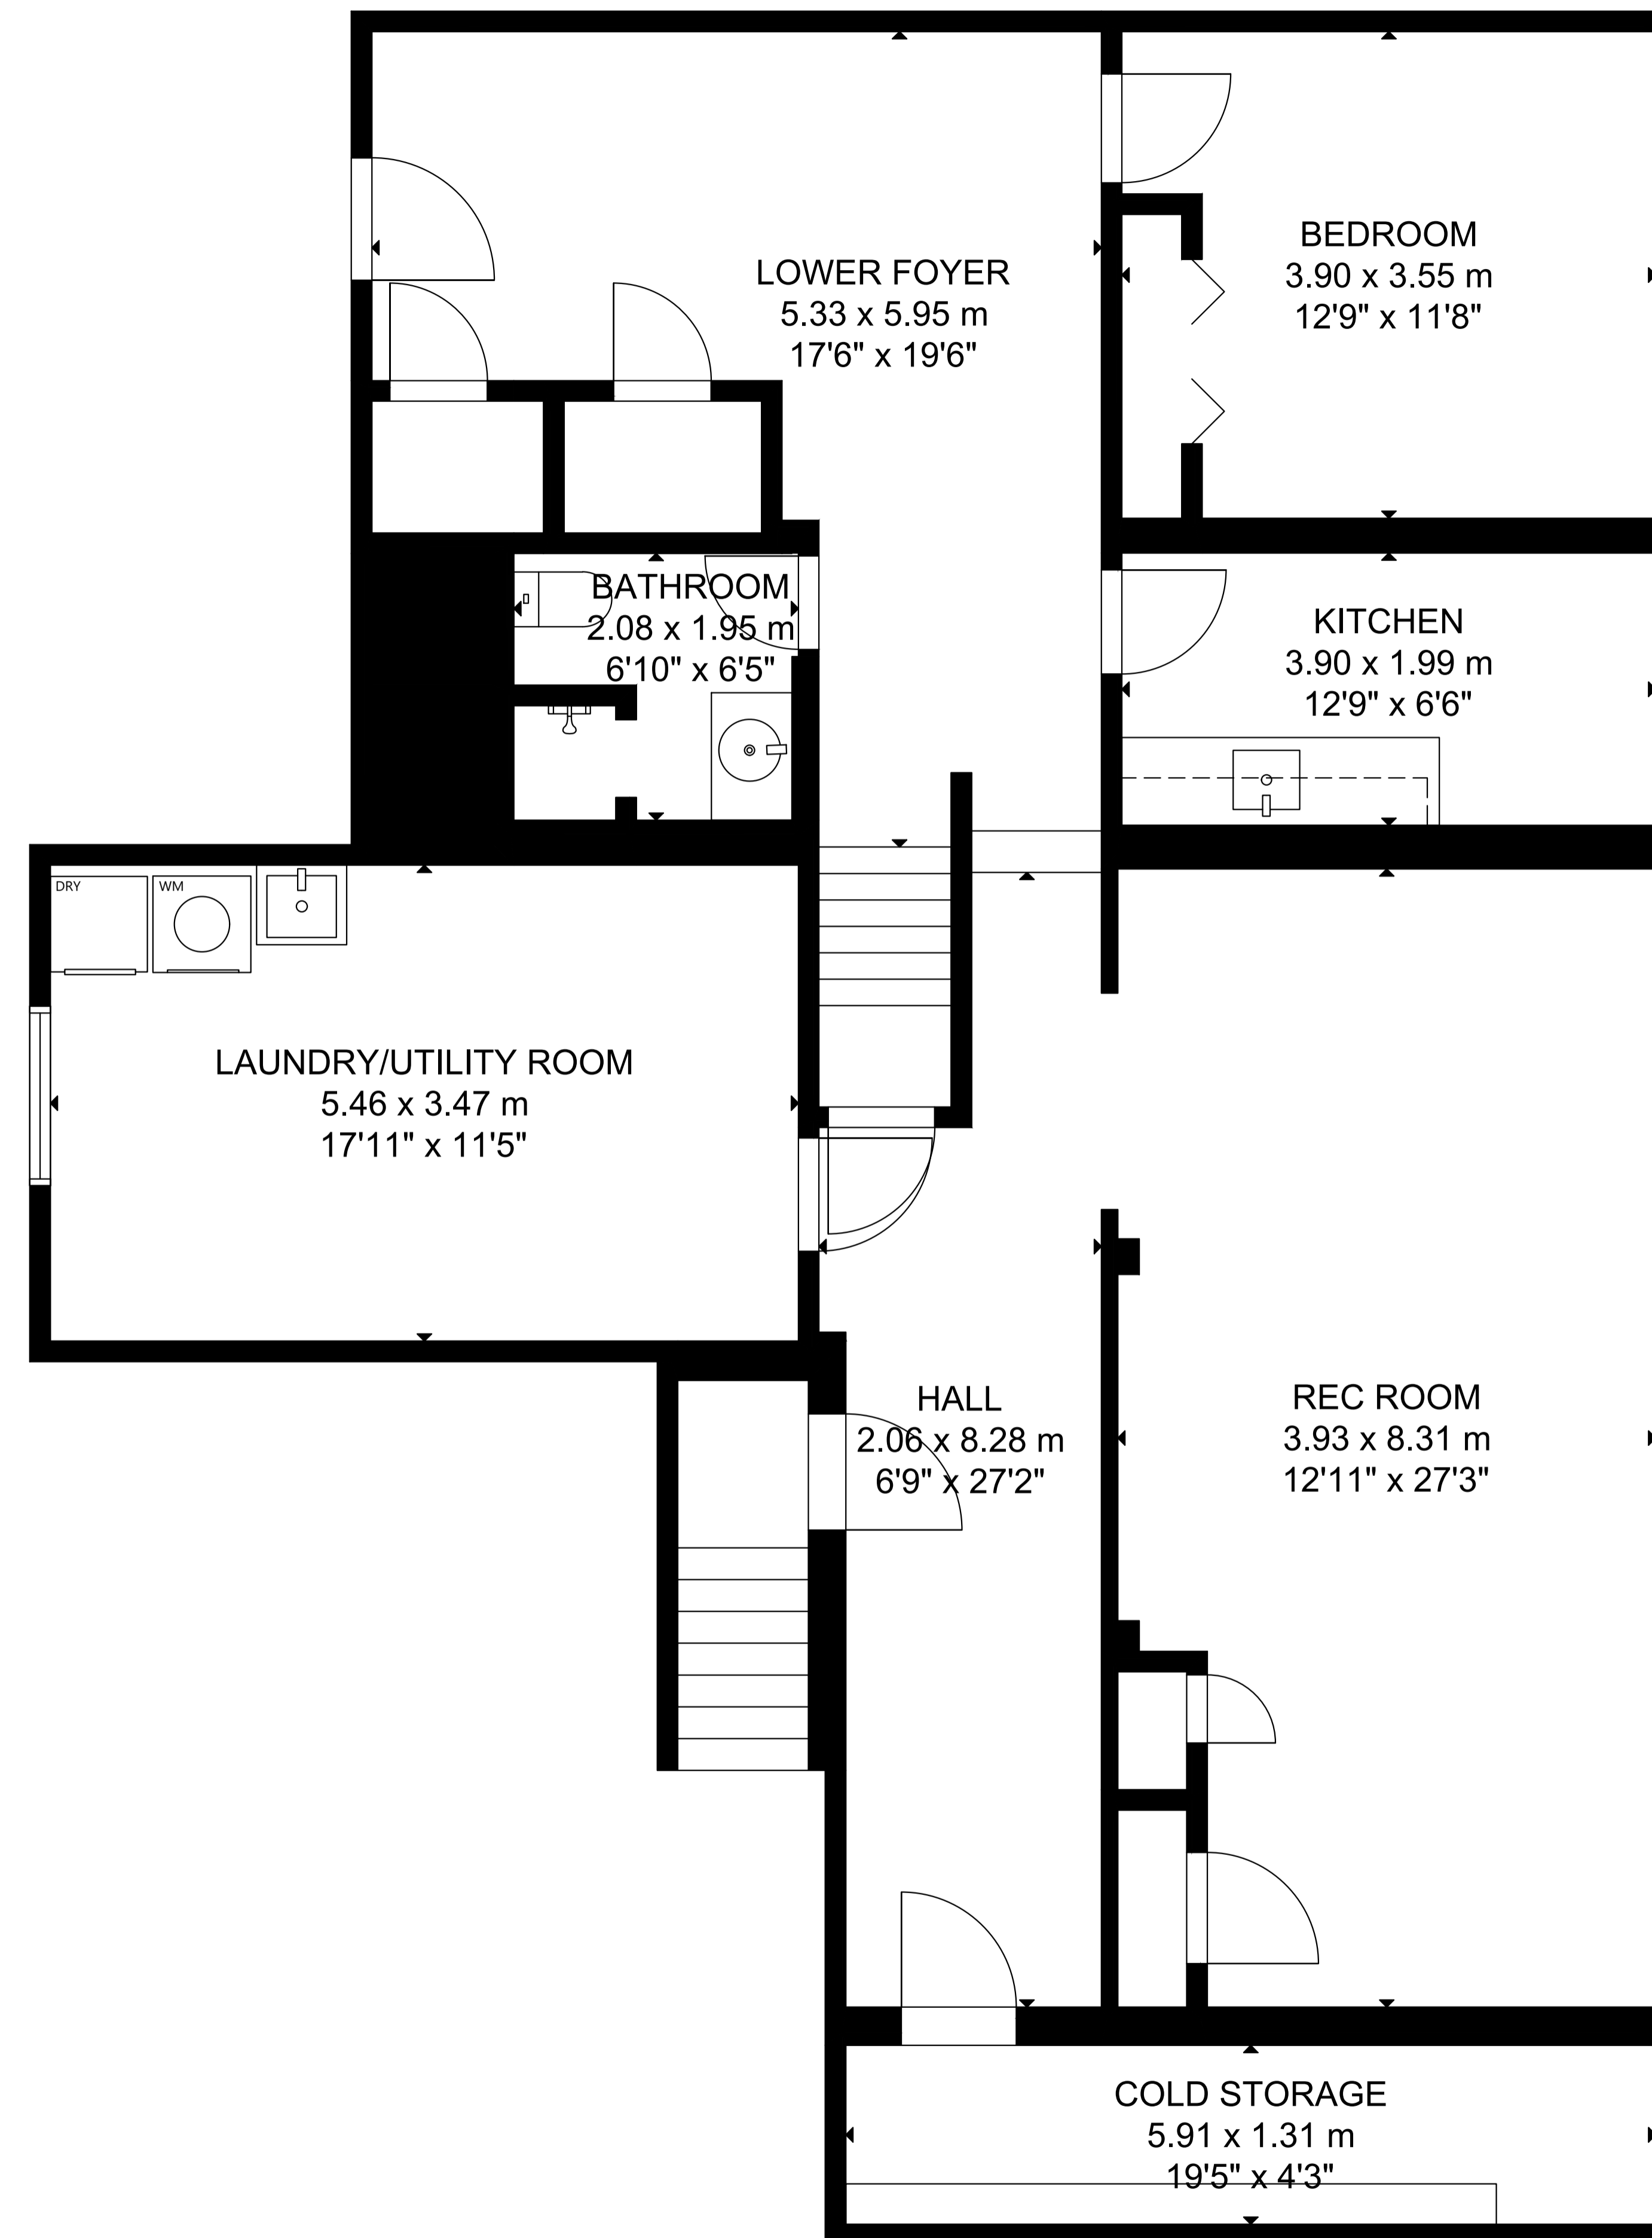 LOWER FOYER
5.33 x 5.95 m
17'6" x 19'6"
BEDROOM
3.90 x 3.55 m
12'9" x 11'8"
BATHROOM
2.08 x 1.95 m
6'10" x 6'5"
KITCHEN
3.90 x 1.99 m
12'9" x 6'6"
DRY
WM
LAUNDRY/UTILITY ROOM
5.46 x 3.47 m
17'11" x 11'5"
HALL
2.06 x 8.28 m
6'9" x 27'2"
REC ROOM
3.93 x 8.31 m
12'11" x 27'3"
COLD STORAGE
5.91 x 1.31 m
19'5" x 4'3"